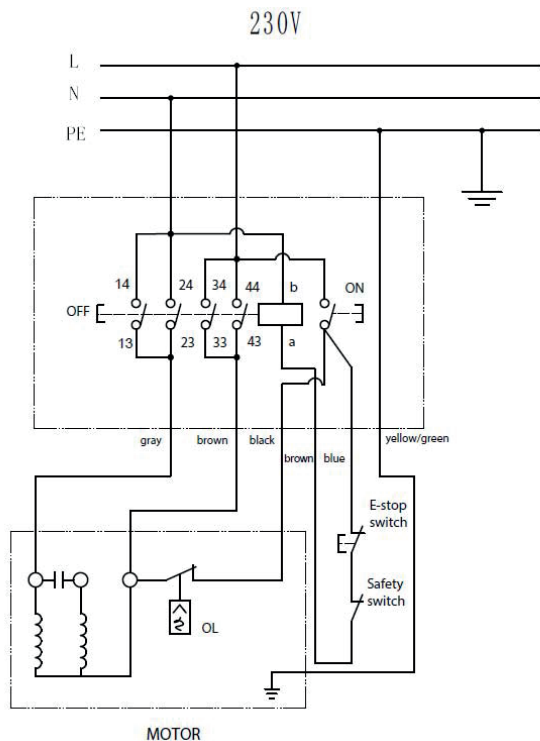 230V
L
N
PE
14 24 34 44 b ON
OFF
13 23 33 43 a
gray brown black brown blue yellow/green
E-stop
switch
Safety
switch
OL
MOTOR